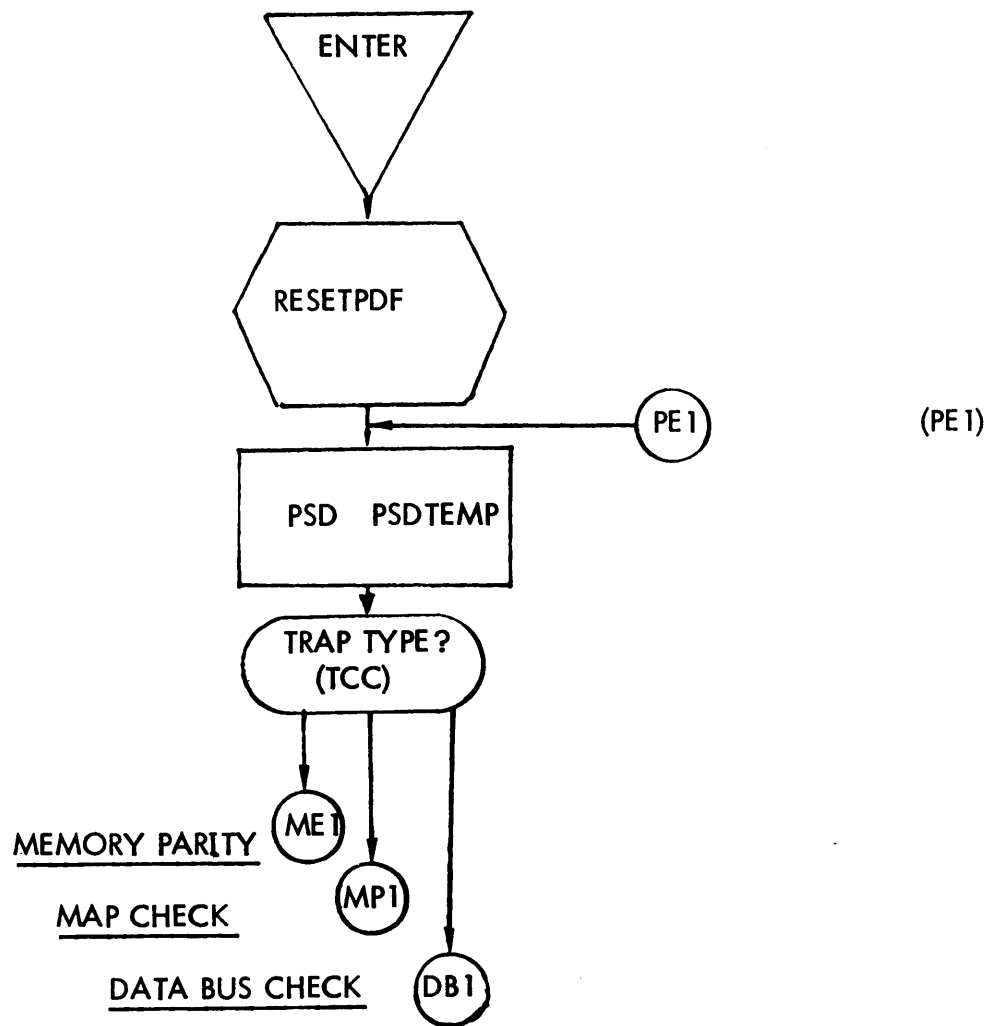 ENTER
RESETPDF
PE1
(PE1)
PSD PSDTEMP
TRAP TYPE?
(TCC)
ME1
MEMORY PARITY
MP1
MAP CHECK
DATA BUS CHECK
DB1